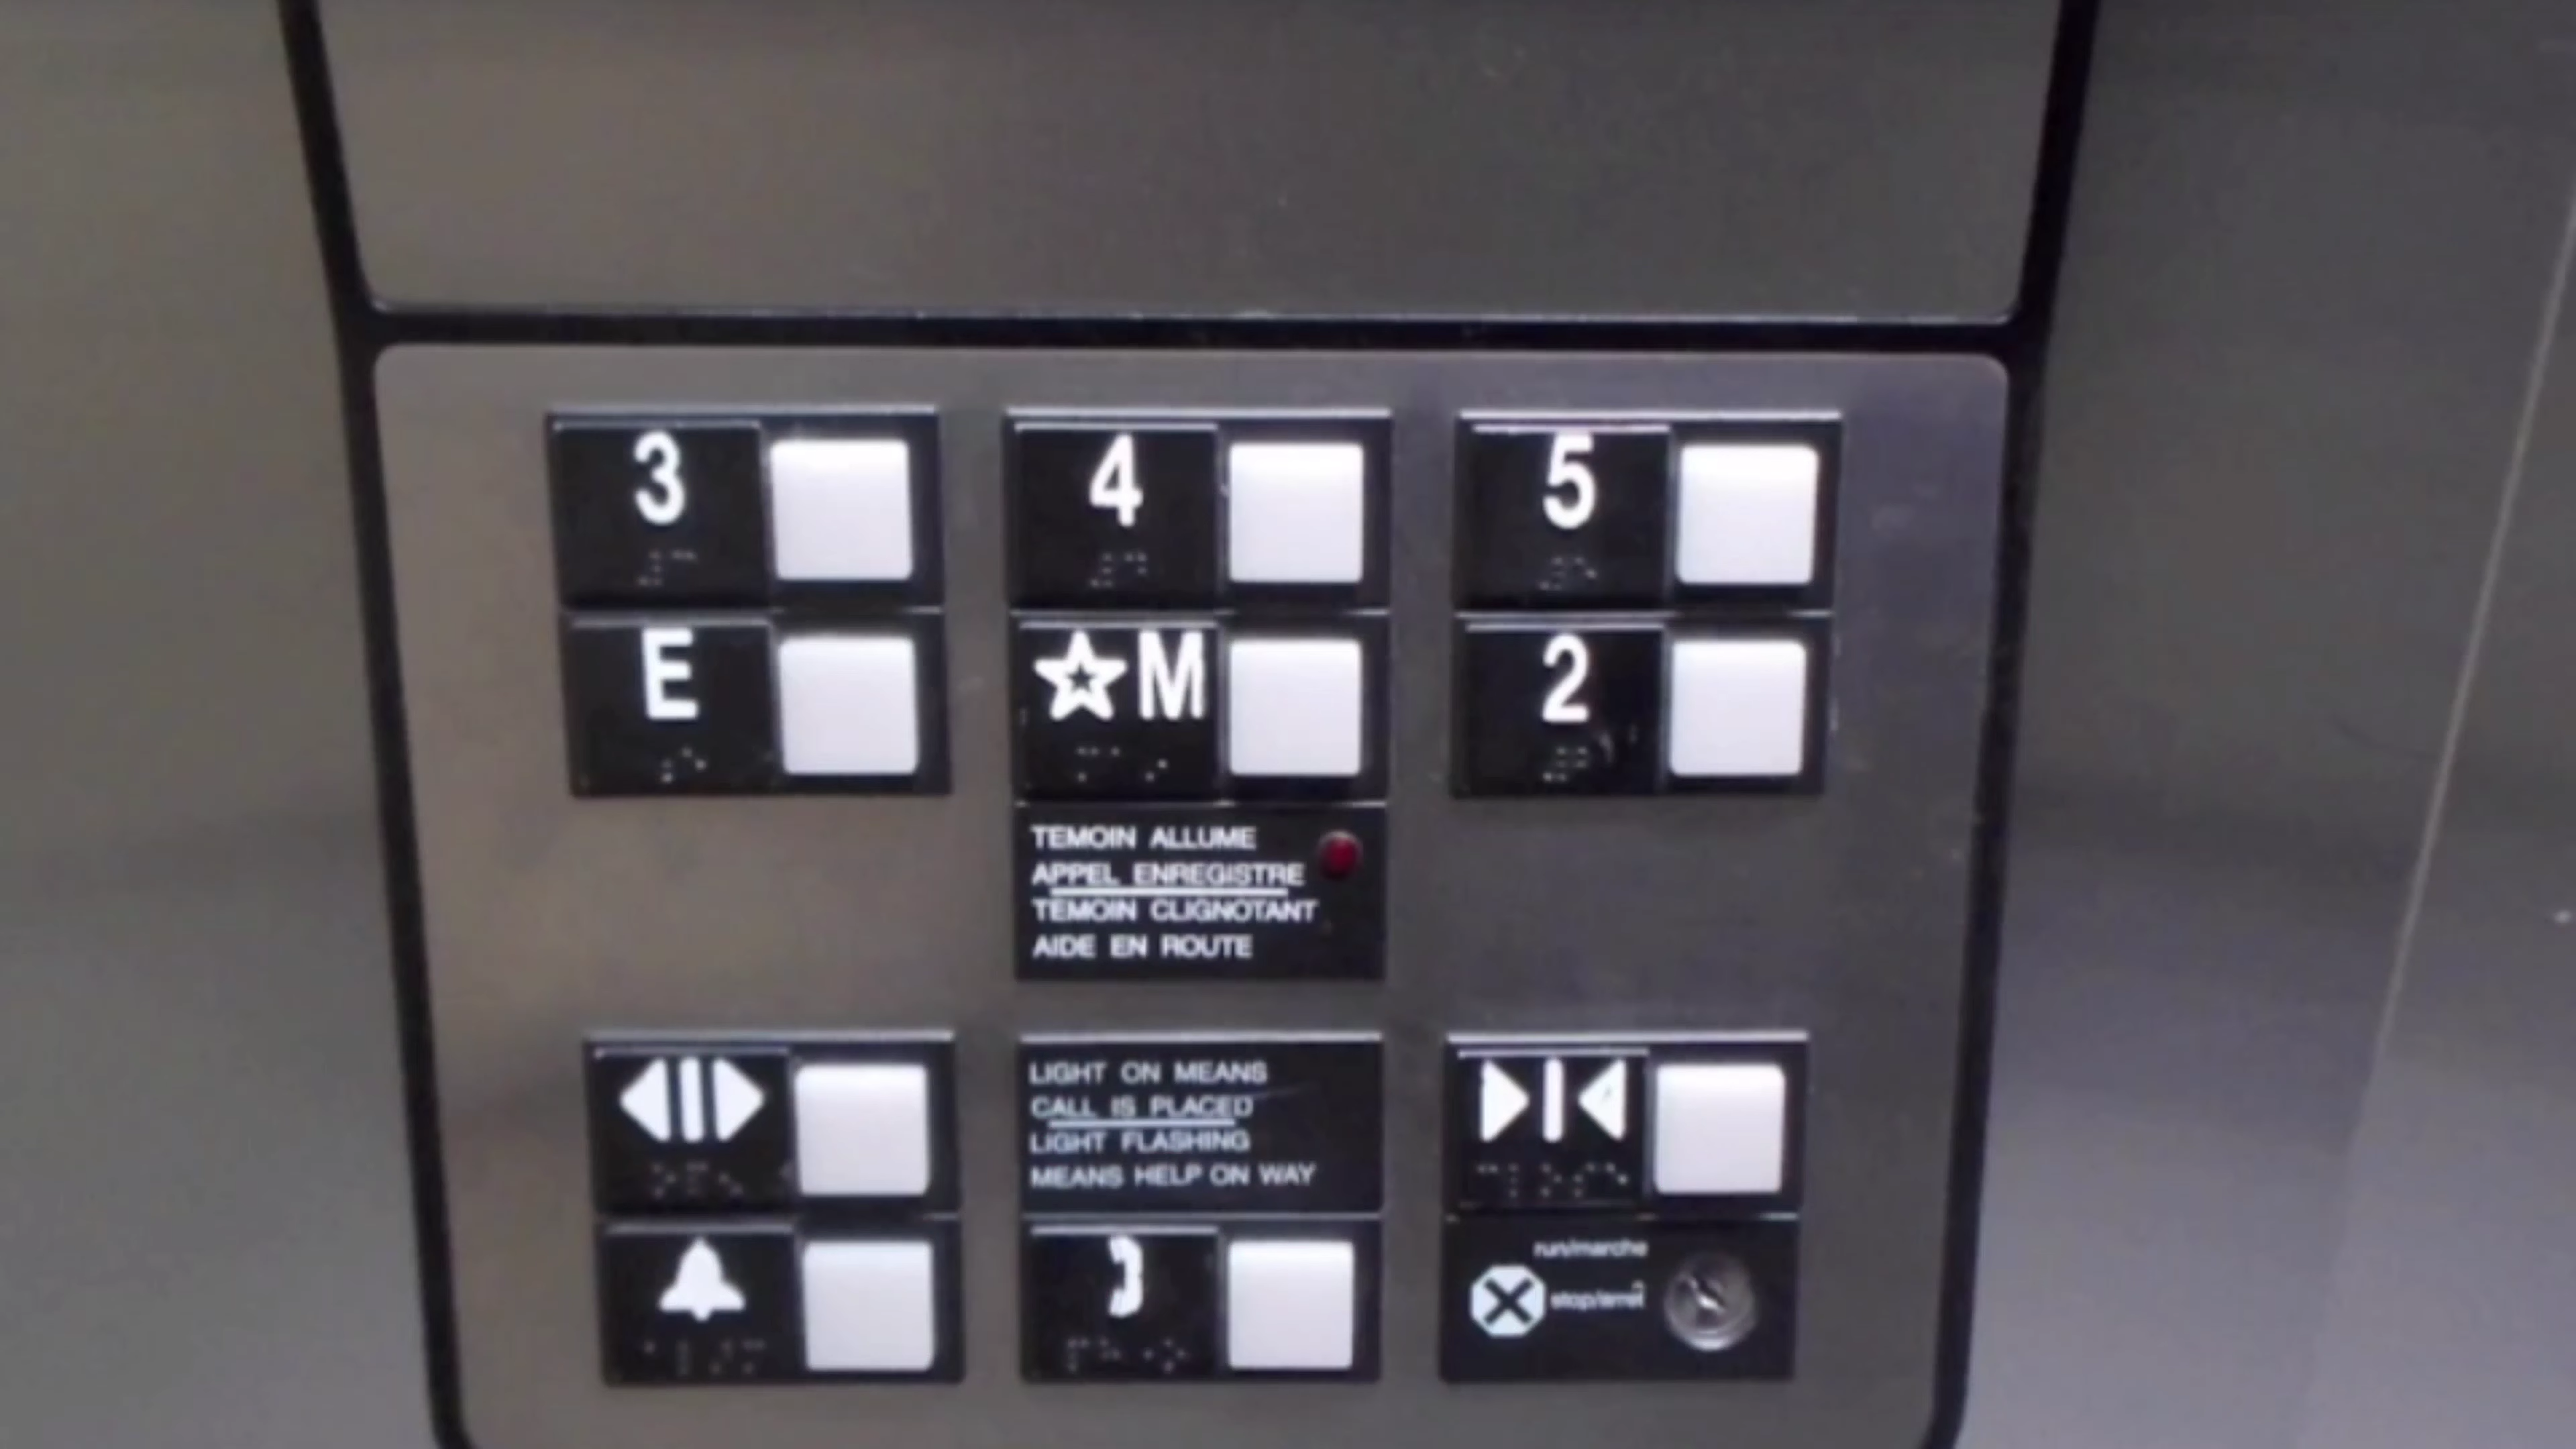 3
4
5
E
☆M
2
TEMOIN ALLUME
APPEL ENREGISTRE
TEMOIN CLIGNOTANT
AIDE EN ROUTE
LIGHT ON MEANS
CALL IS PLACED
LIGHT FLASHING
MEANS HELP ON WAY
run/marche
stop/arrêt